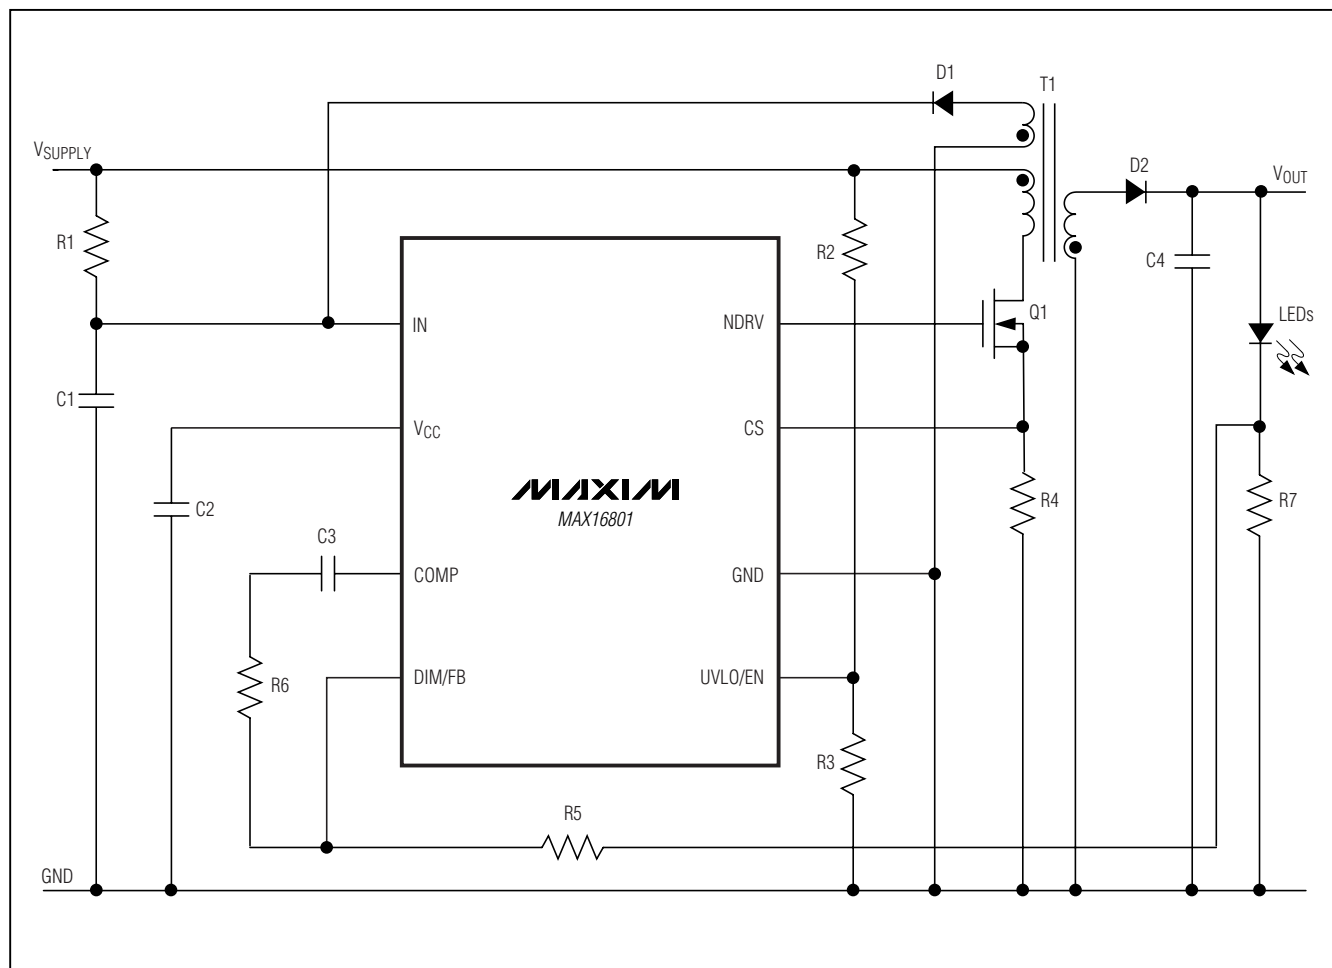 D1
T1
VSUPPLY
D2
VOUT
R1
R2
C4
Q1
LEDs
IN
NDRV
C1
VCC
CS
MAXIM
MAX16801
R4
R7
C2
C3
COMP
GND
R6
DIM/FB
UVLO/EN
R3
R5
GND